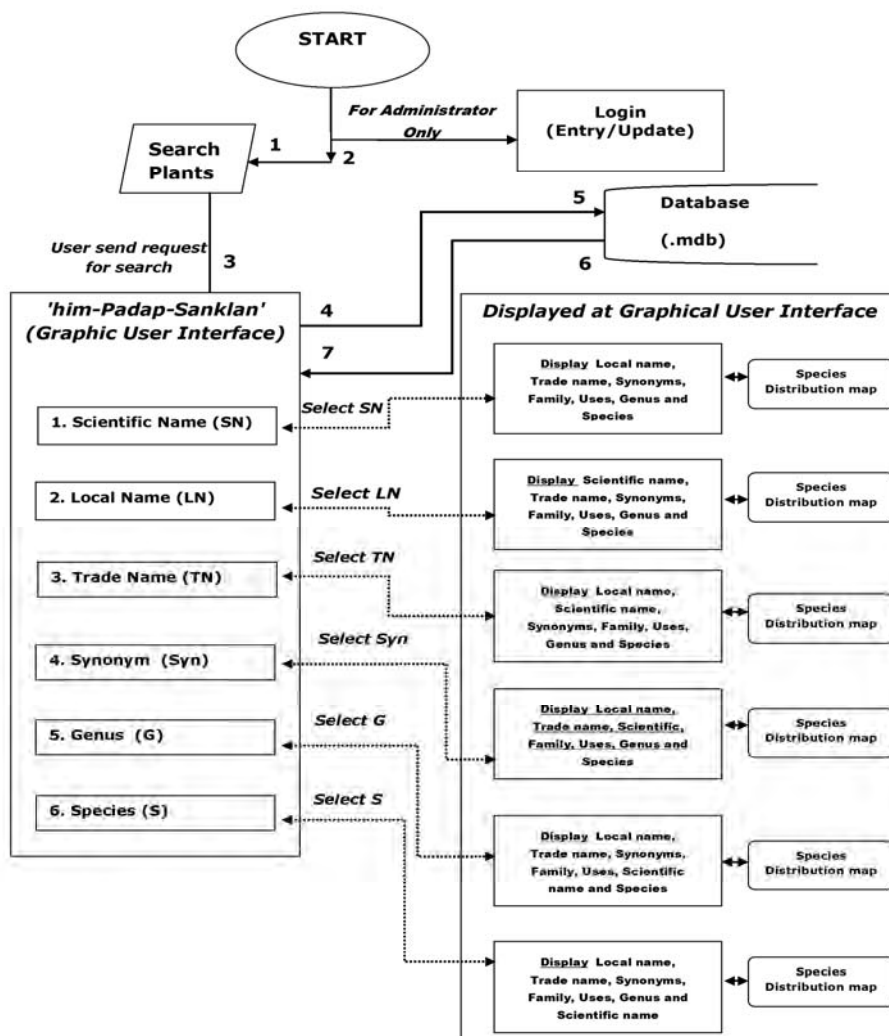 START
For Administrator
Only
Login
(Entry/Update)
1
2
Search
Plants
5
Database
(.mdb)
6
User send request
for search
3
'him-Padap-Sanklan'
(Graphic User Interface)
4
7
1. Scientific Name (SN)
2. Local Name (LN)
3. Trade Name (TN)
4. Synonym (Syn)
5. Genus (G)
6. Species (S)
Select SN
Select LN
Select TN
Select Syn
Select G
Select S
Displayed at Graphical User Interface
Display Local name,
Trade name, Synonyms,
Family, Uses, Genus and
Species
Species
Distribution map
Display Scientific name,
Trade name, Synonyms,
Family, Uses, Genus and
Species
Species
Distribution map
Display Local name,
Scientific name,
Synonyms, Family, Uses,
Genus and Species
Species
Distribution map
Display Local name,
Trade name, Scientific,
Family, Uses, Genus and
Species
Species
Distribution map
Display Local name,
Trade name, Synonyms,
Family, Uses, Scientific
name and Species
Species
Distribution map
Display Local name,
Trade name, Synonyms,
Family, Uses, Genus and
Scientific name
Species
Distribution map